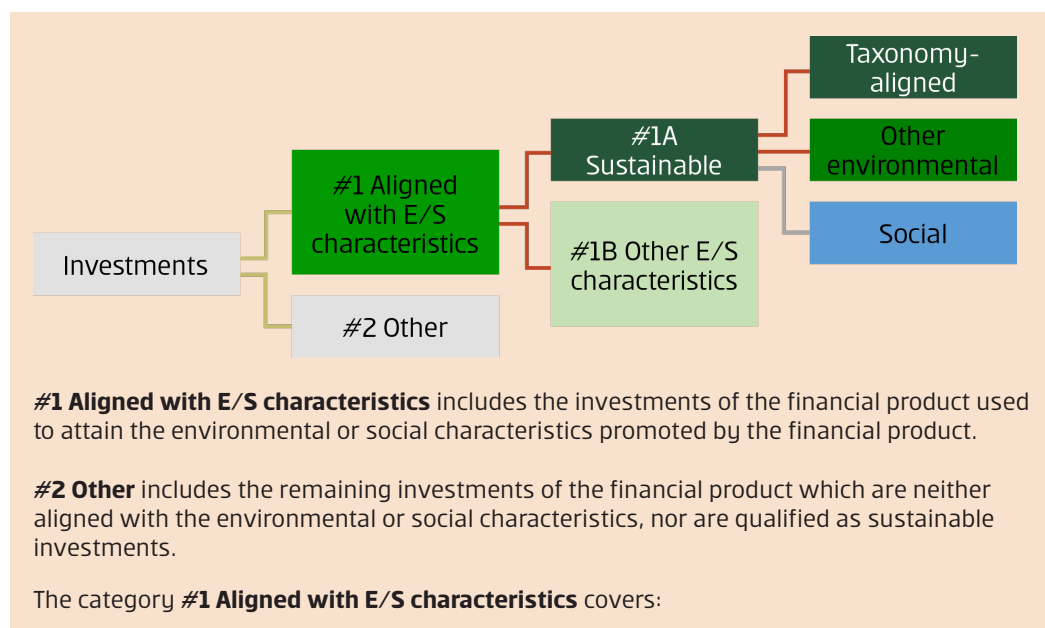 Taxonomy-
aligned
#1A
Sustainable
Other
environmental
#1 Aligned
with E/S
characteristics
Social
#1B Other E/S
characteristics
Investments
#2 Other
#1 Aligned with E/S characteristics includes the investments of the financial product used
to attain the environmental or social characteristics promoted by the financial product.
#2 Other includes the remaining investments of the financial product which are neither
aligned with the environmental or social characteristics, nor are qualified as sustainable
investments.
The category #1 Aligned with E/S characteristics covers: